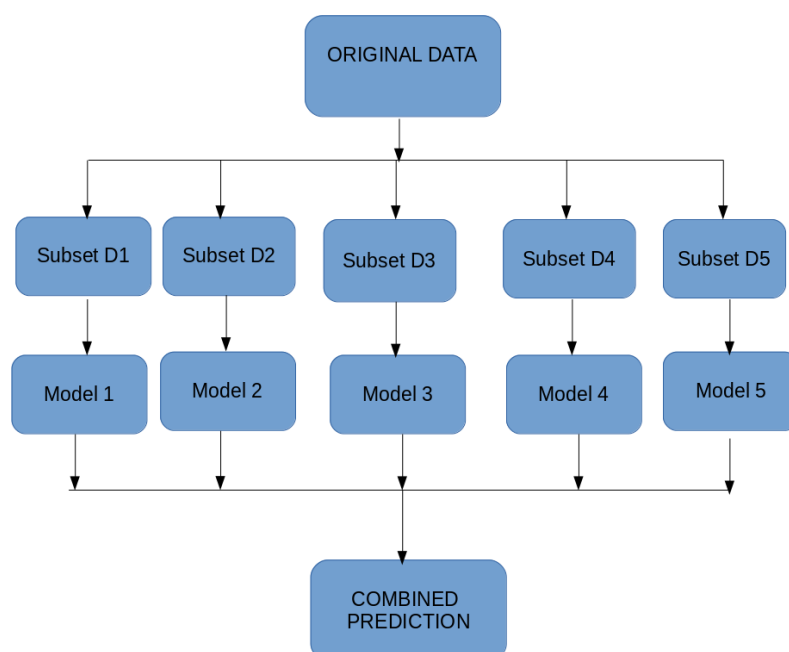 ORIGINAL DATA
Subset D1
Subset D2
Subset D3
Subset D4
Subset D5
Model 1
Model 2
Model 3
Model 4
Model 5
COMBINED
PREDICTION